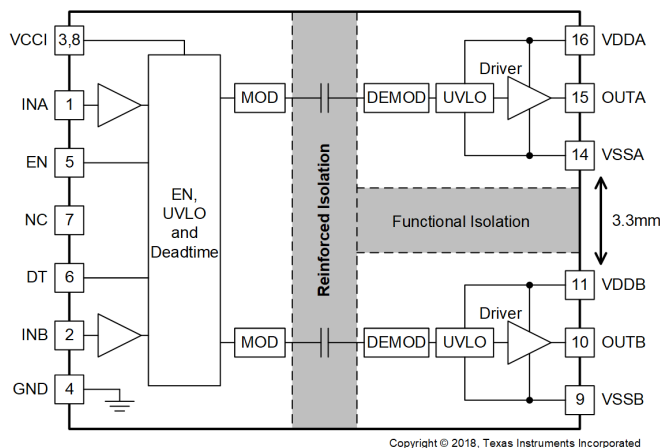 VCCI 3,8
16 VDDA
Driver
INA 1
MOD
DEMOD
UVLO
15 OUTA
EN 5
14 VSSA
EN,
UVLO
and
Deadtime
Reinforced Isolation
NC 7
Functional Isolation
3.3mm
DT 6
11 VDDB
Driver
INB 2
MOD
DEMOD
UVLO
10 OUTB
GND 4
9 VSSB
Copyright © 2018, Texas Instruments Incorporated